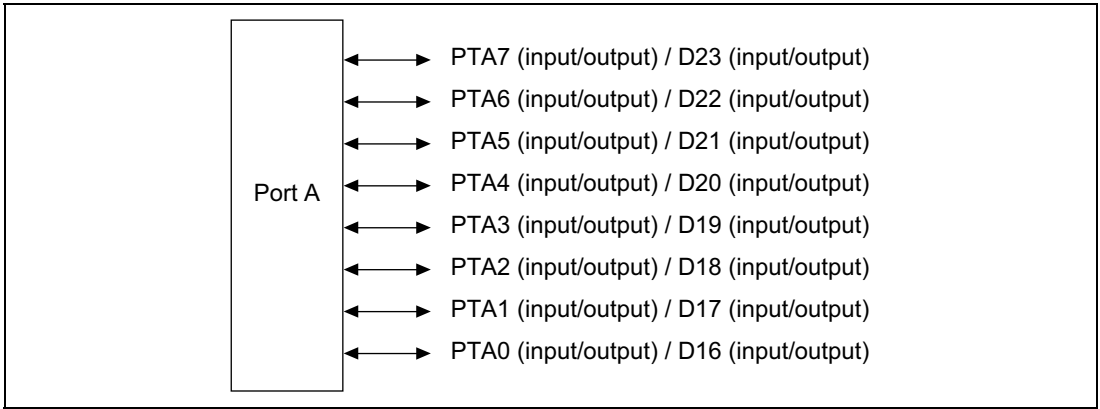 Port A
PTA7 (input/output) / D23 (input/output)
PTA6 (input/output) / D22 (input/output)
PTA5 (input/output) / D21 (input/output)
PTA4 (input/output) / D20 (input/output)
PTA3 (input/output) / D19 (input/output)
PTA2 (input/output) / D18 (input/output)
PTA1 (input/output) / D17 (input/output)
PTA0 (input/output) / D16 (input/output)